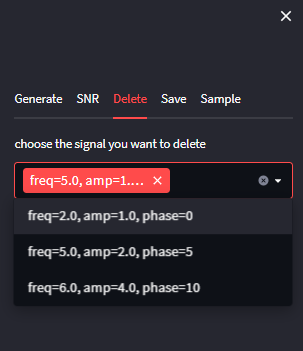 Generate SNR Delete Save Sample
choose the signal you want to delete
freq=5.0, amp=1....
freq=2.0, amp=1.0, phase=0
freq=5.0, amp=2.0, phase=5
freq=6.0, amp=4.0, phase=10